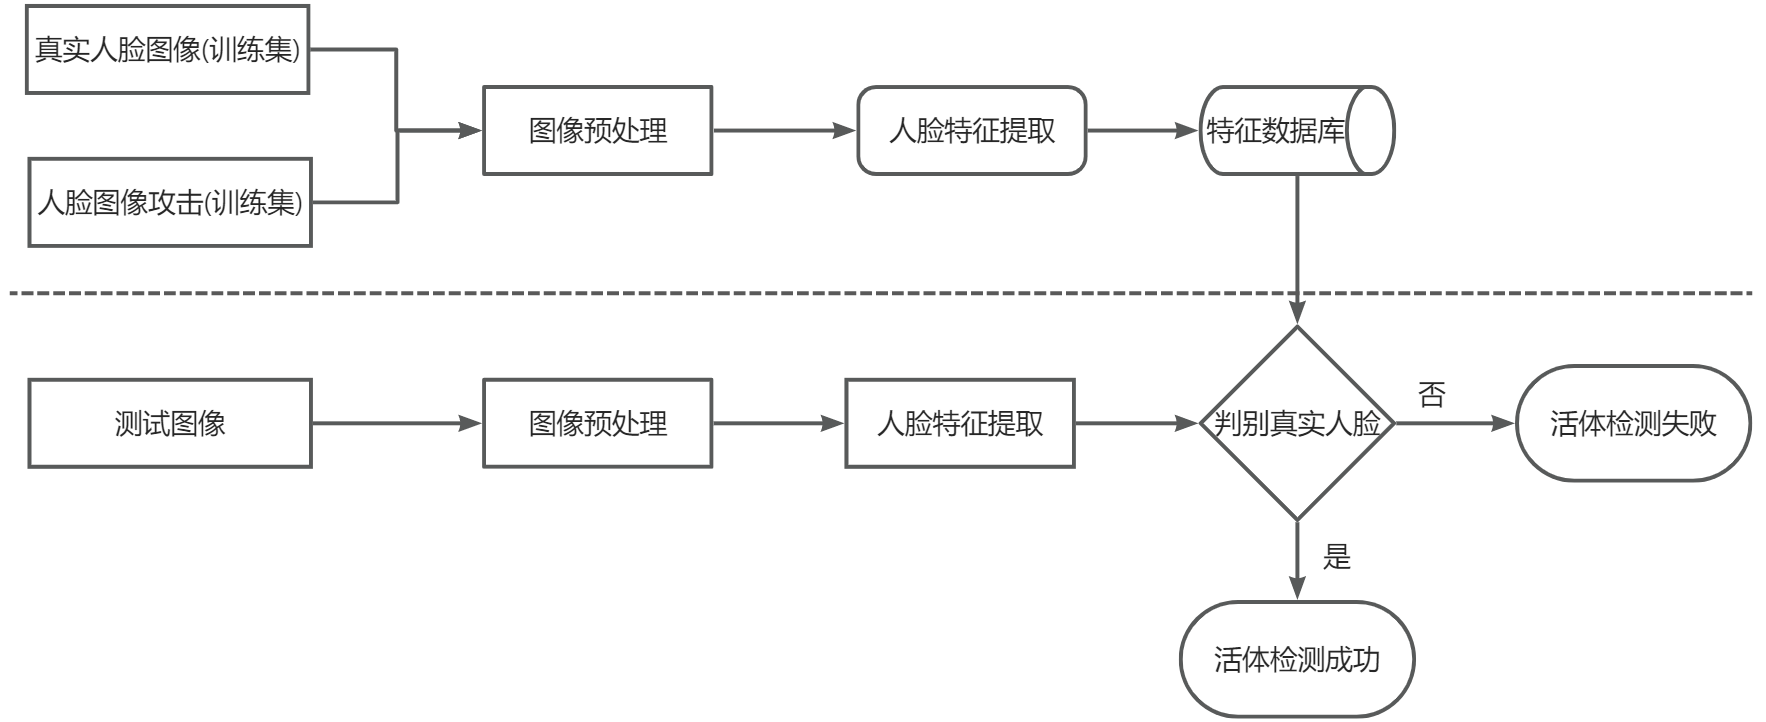 真实人脸图像(训练集)
人脸图像攻击(训练集)
图像预处理
人脸特征提取
特征数据库
测试图像
图像预处理
人脸特征提取
判别真实人脸
否
活体检测失败
是
活体检测成功